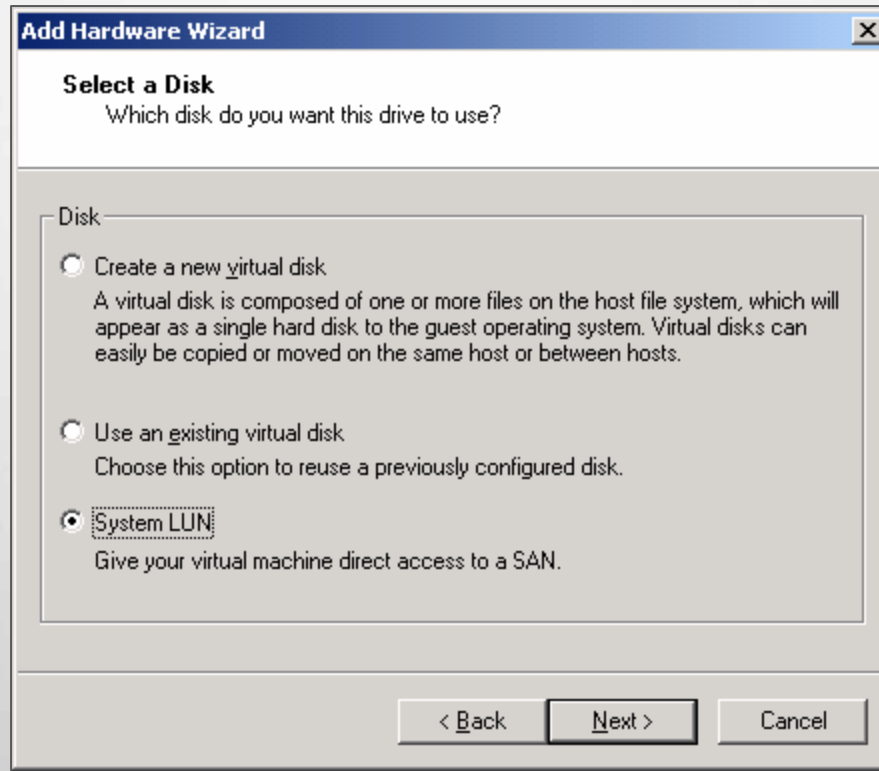 Add Hardware Wizard
Select a Disk
Which disk do you want this drive to use?
Disk
Create a new virtual disk
A virtual disk is composed of one or more files on the host file system, which will
appear as a single hard disk to the guest operating system. Virtual disks can
easily be copied or moved on the same host or between hosts.
Use an existing virtual disk
Choose this option to reuse a previously configured disk.
System LUN
Give your virtual machine direct access to a SAN.
< Back Next > Cancel